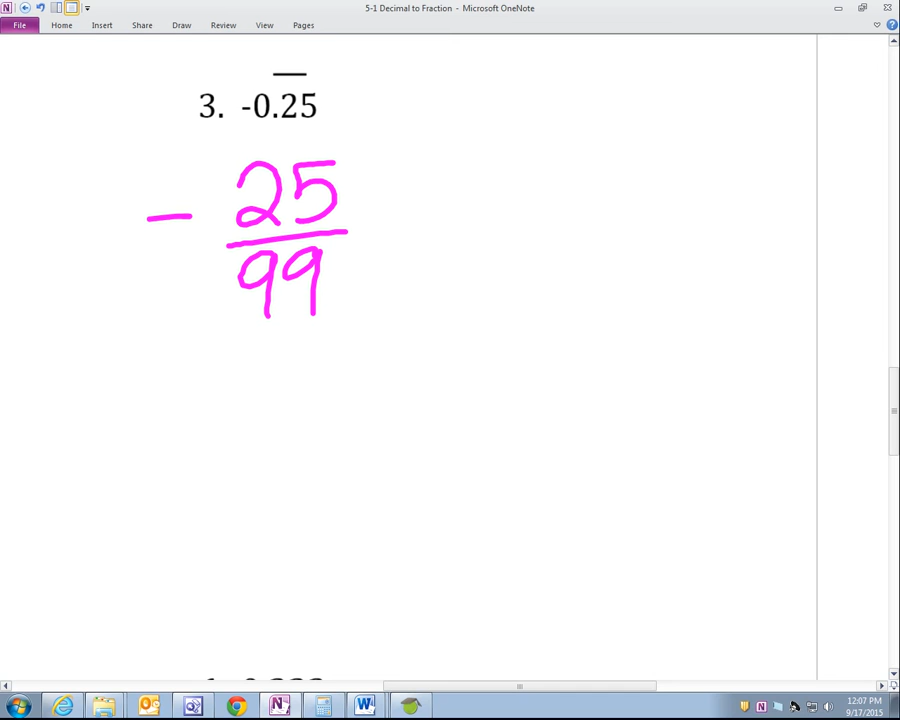 5-1 Decimal to Fraction - Microsoft OneNote
File Home Insert Share Draw Review View Pages
3. -0.25
- 25
99
12:07 PM
9/17/2015